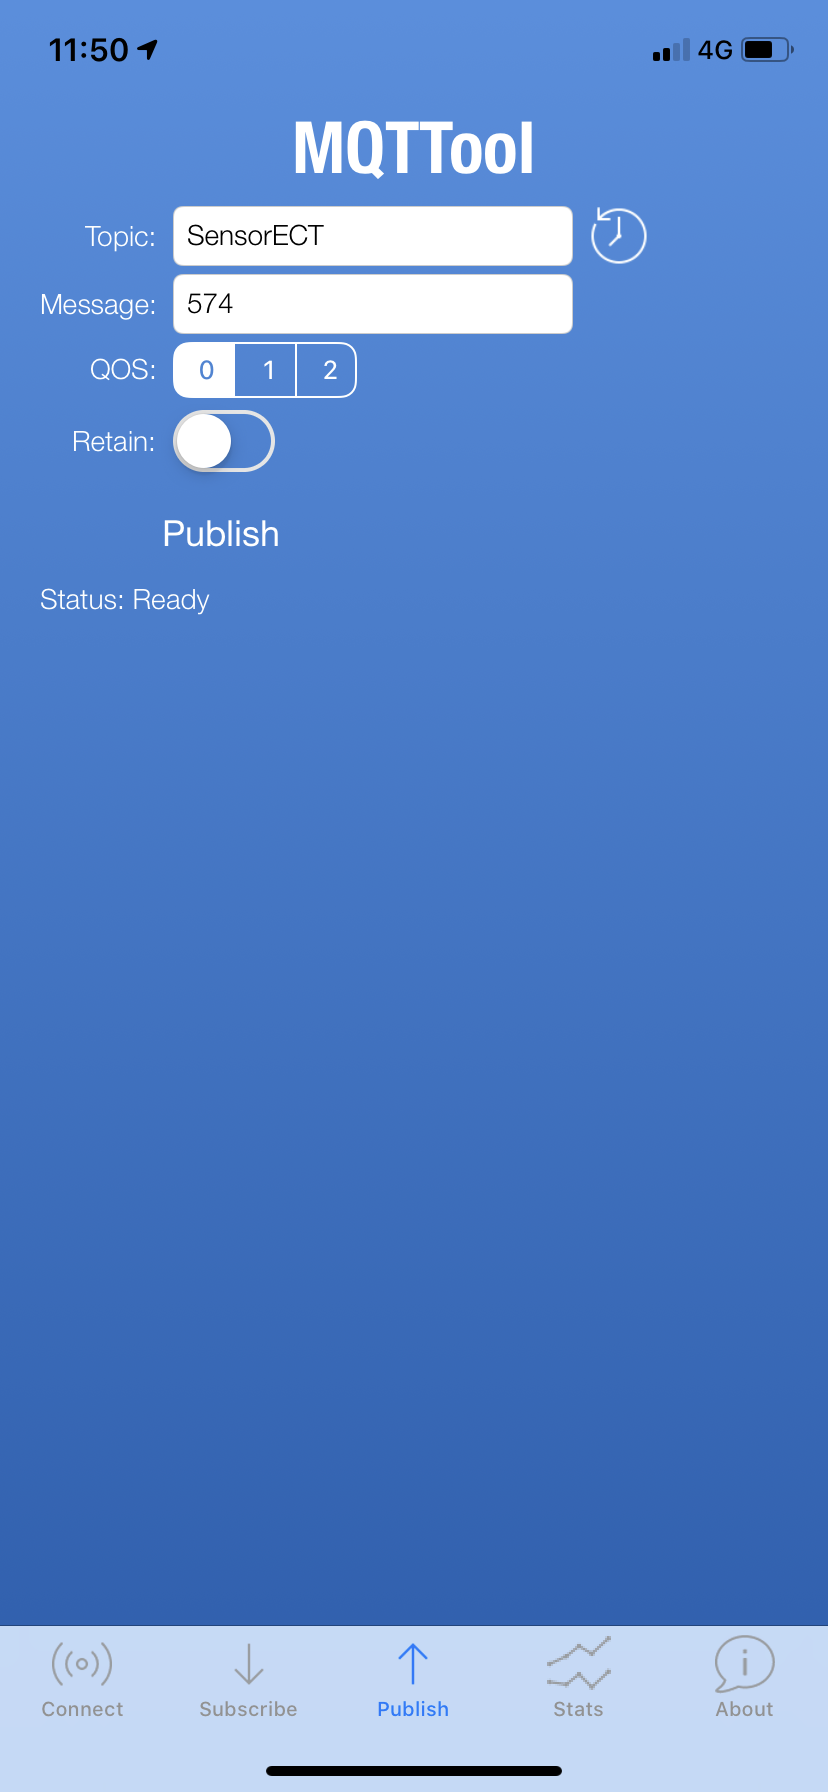 11:50 4G
MQTTool
Topic: SensorECT
Message: 574
QOS: 0 1 2
Retain:
Publish
Status: Ready
Connect Subscribe Publish Stats About